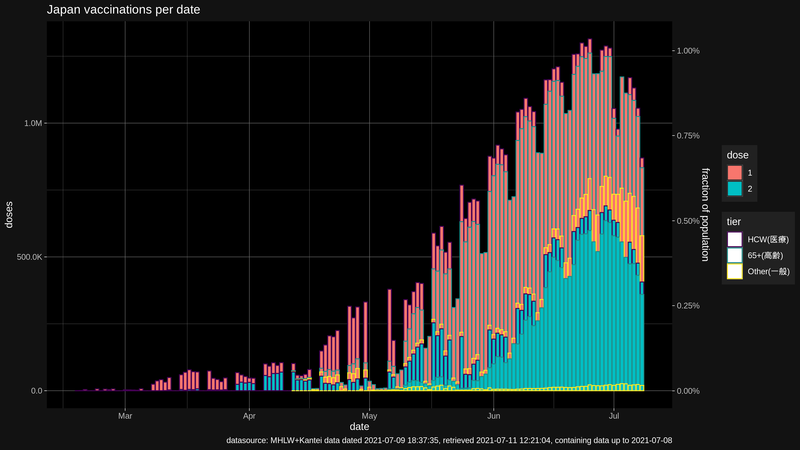 Japan vaccinations per date
doses
1.0M
500.0K
0.0
Mar
Apr
May
Jun
Jul
date
1.00%
0.75%
0.50%
0.25%
0.00%
fraction of population
dose
1
2
tier
HCW(医療)
65+(高齢)
Other(一般)
datasource: MHLW+Kantei data dated 2021-07-09 18:37:35, retrieved 2021-07-11 12:21:04, containing data up to 2021-07-08